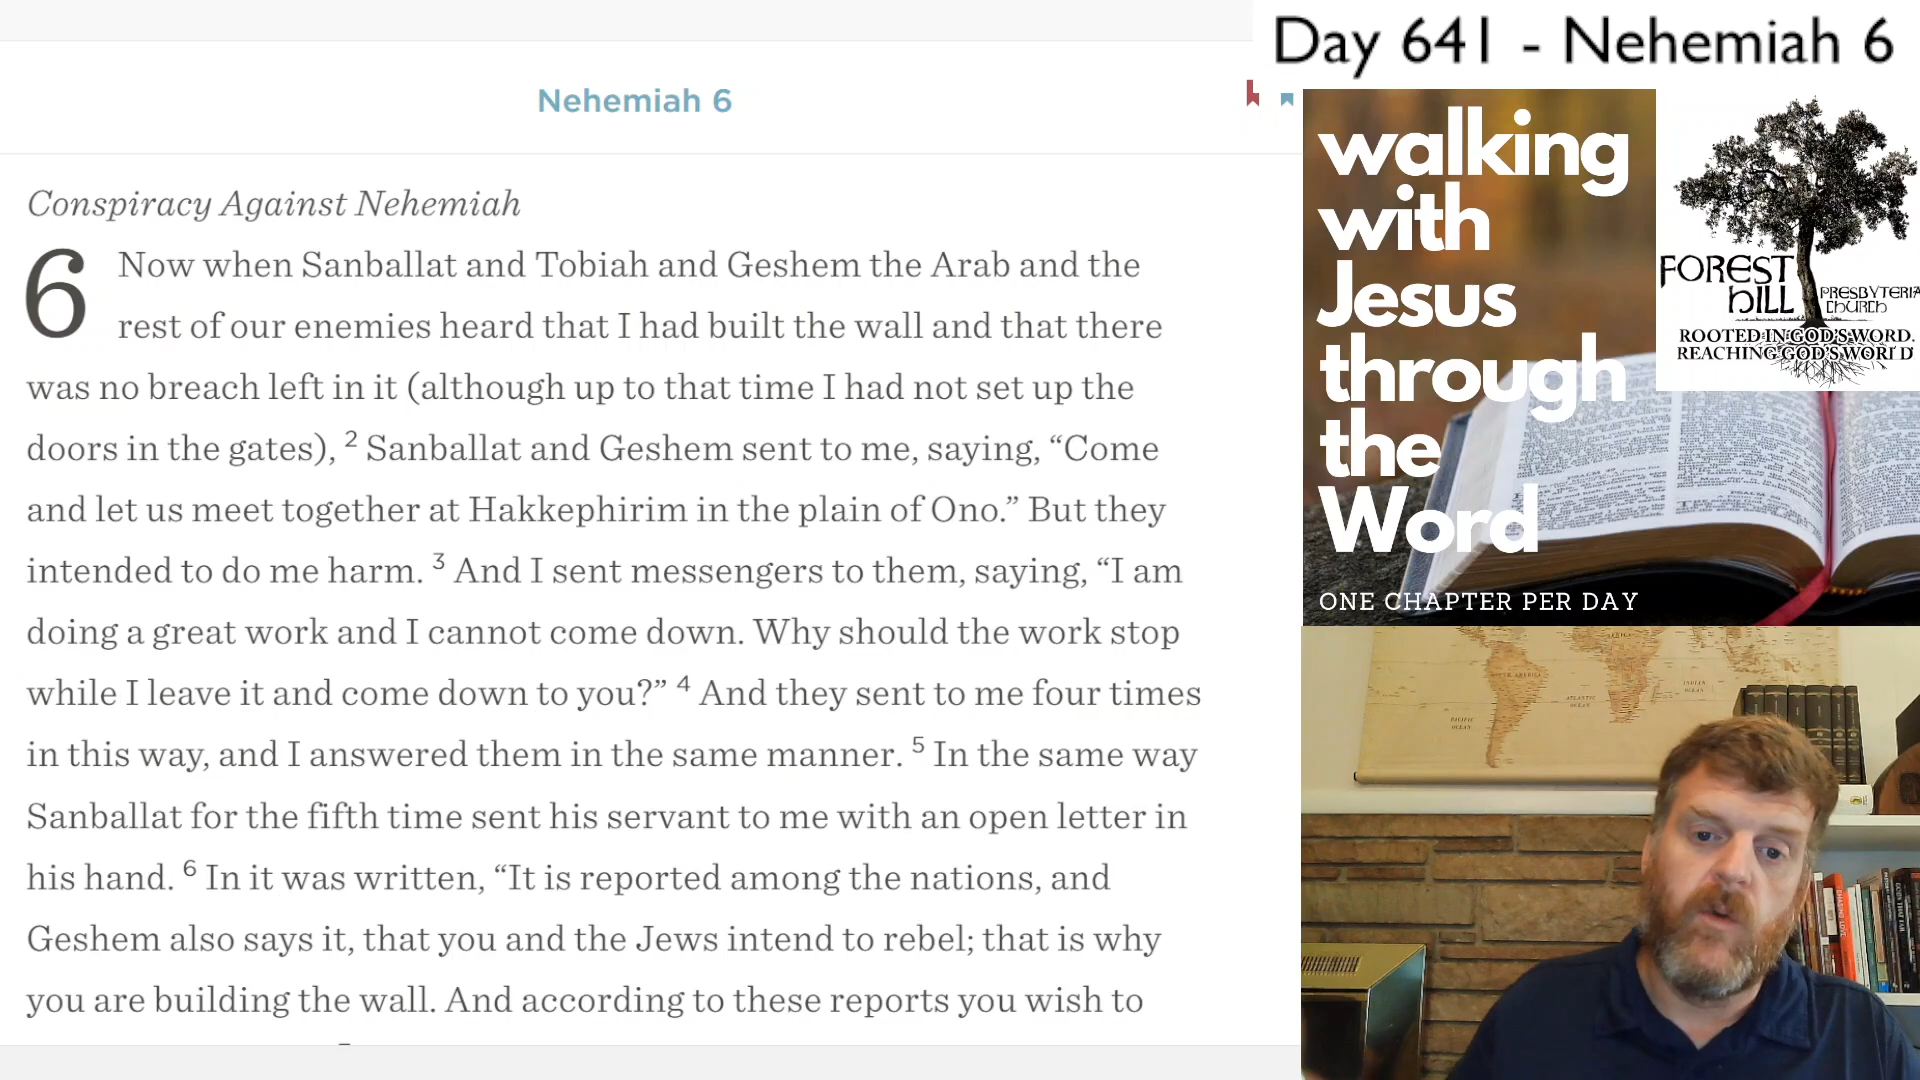 Day 641 - Nehemiah 6
Nehemiah 6
Conspiracy Against Nehemiah
6 Now when Sanballat and Tobiah and Geshem the Arab and the
rest of our enemies heard that I had built the wall and that there
was no breach left in it (although up to that time I had not set up the
doors in the gates), 2 Sanballat and Geshem sent to me, saying, “Come
and let us meet together at Hakkephirim in the plain of Ono.” But they
intended to do me harm. 3 And I sent messengers to them, saying, “I am
doing a great work and I cannot come down. Why should the work stop
while I leave it and come down to you?” 4 And they sent to me four times
in this way, and I answered them in the same manner. 5 In the same way
Sanballat for the fifth time sent his servant to me with an open letter in
his hand. 6 In it was written, “It is reported among the nations, and
Geshem also says it, that you and the Jews intend to rebel; that is why
you are building the wall. And according to these reports you wish to
walking
with
Jesus
through
the
Word
ONE CHAPTER PER DAY
FOREST
hILL
PRESBYTERIA
ChURCh
ROOTED IN GOD'S WORD.
REACHING GOD'S WORLD
PACIFIC
OCEAN
ATLANTIC
OCEAN
INDIAN
OCEAN